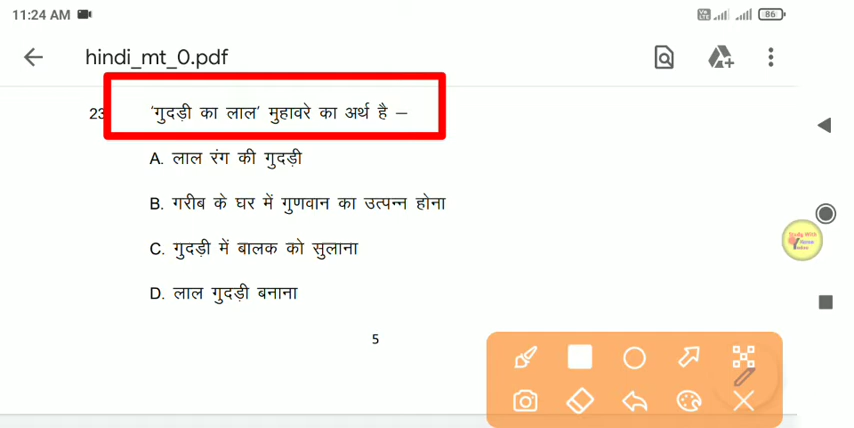 11:24 AM
86
hindi_mt_0.pdf
23 'गुदड़ी का लाल' मुहावरे का अर्थ है –
A. लाल रंग की गुदड़ी
B. गरीब के घर में गुणवान का उत्पन्न होना
C. गुदड़ी में बालक को सुलाना
D. लाल गुदड़ी बनाना
5